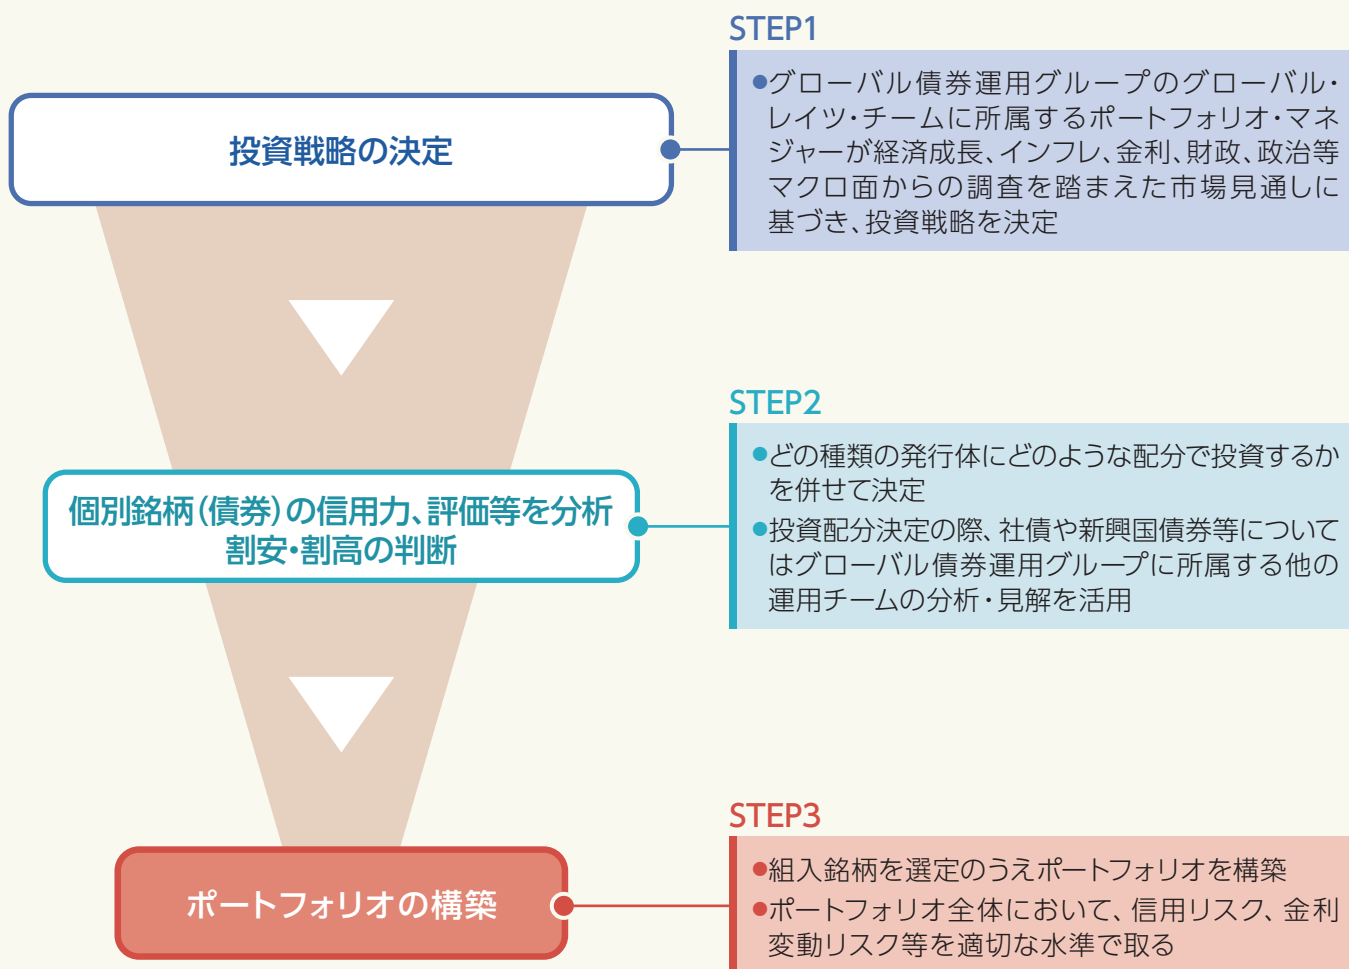 STEP1
投資戦略の決定
●グローバル債券運用グループのグローバル・
レイツ・チームに所属するポートフォリオ・マネ
ジャーが経済成長、インフレ、金利、財政、政治等
マクロ面からの調査を踏まえた市場見通しに
基づき、投資戦略を決定
STEP2
個別銘柄(債券)の信用力、評価等を分析
割安・割高の判断
●どの種類の発行体にどのような配分で投資するか
を併せて決定
●投資配分決定の際、社債や新興国債券等について
はグローバル債券運用グループに所属する他の
運用チームの分析・見解を活用
STEP3
ポートフォリオの構築
●組入銘柄を選定のうえポートフォリオを構築
●ポートフォリオ全体において、信用リスク、金利
変動リスク等を適切な水準で取る